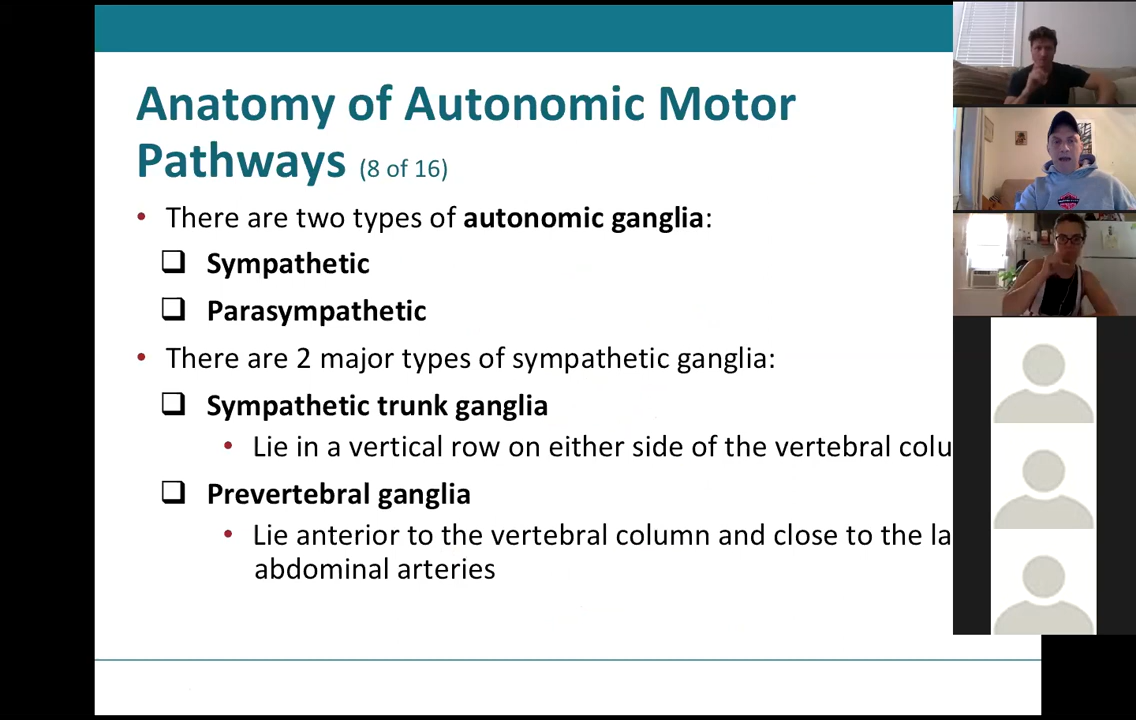 Anatomy of Autonomic Motor
Pathways (8 of 16)
• There are two types of autonomic ganglia:
❑ Sympathetic
❑ Parasympathetic
• There are 2 major types of sympathetic ganglia:
❑ Sympathetic trunk ganglia
• Lie in a vertical row on either side of the vertebral colu
❑ Prevertebral ganglia
• Lie anterior to the vertebral column and close to the la
abdominal arteries